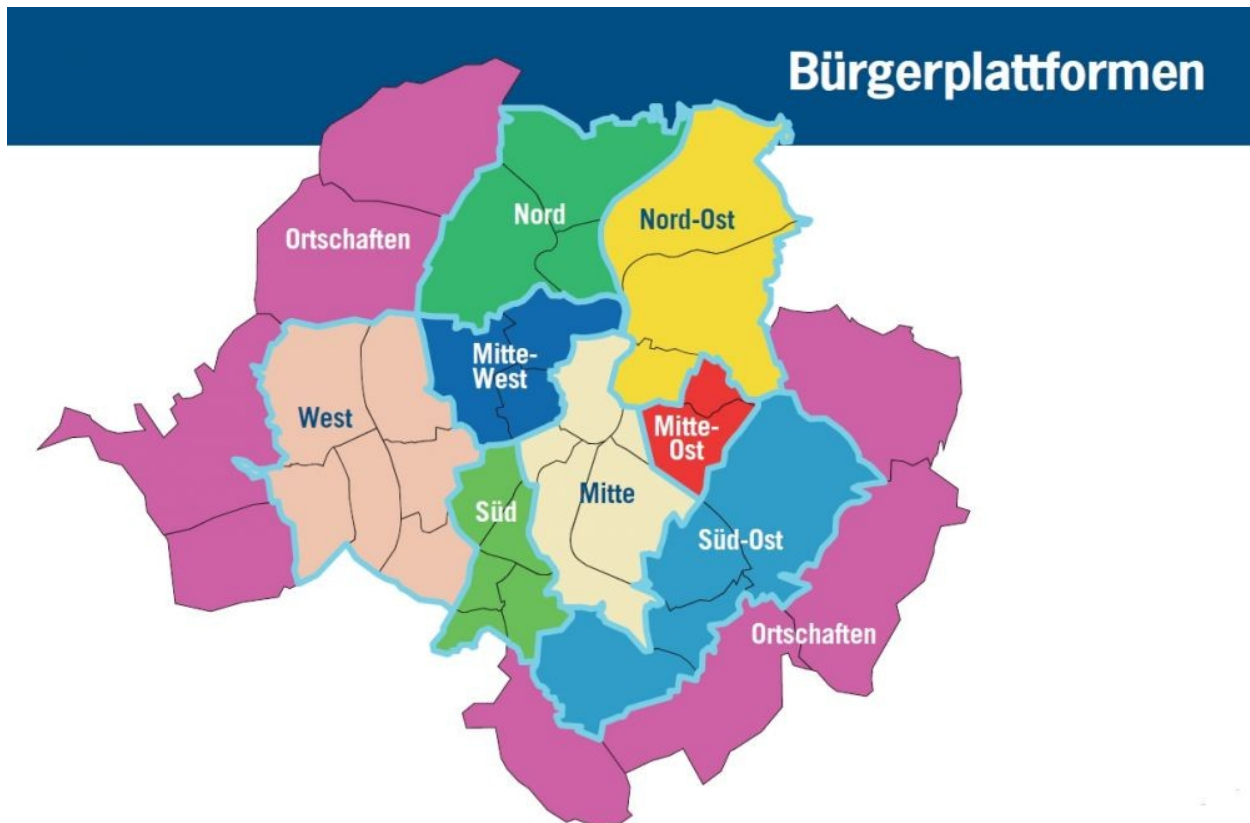 Bürgerplattformen
Nord
Nord-Ost
Ortschaften
Mitte-
West
West
Mitte-
Ost
Mitte
Süd
Süd-Ost
Ortschaften